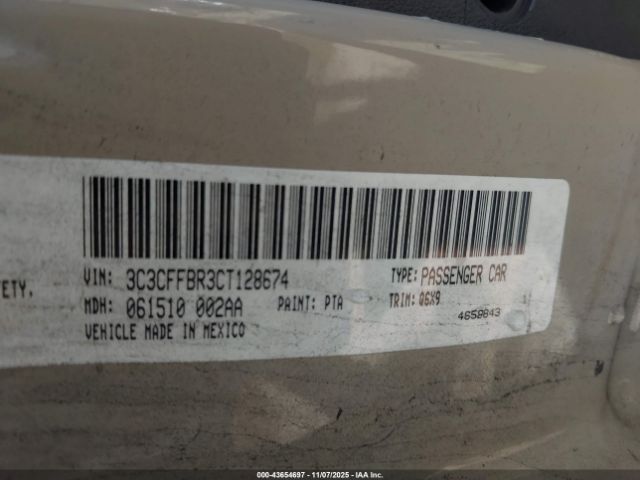 VIN: 3C3CFFBR3CT128674
TYPE: PASSENGER CAR
ETY.
MDH: 061510 002AA
PAINT: PTA
TRIM: Q6X9
4659843
VEHICLE MADE IN MEXICO
00-43654697 - 11/07/2025 - IAA Inc.